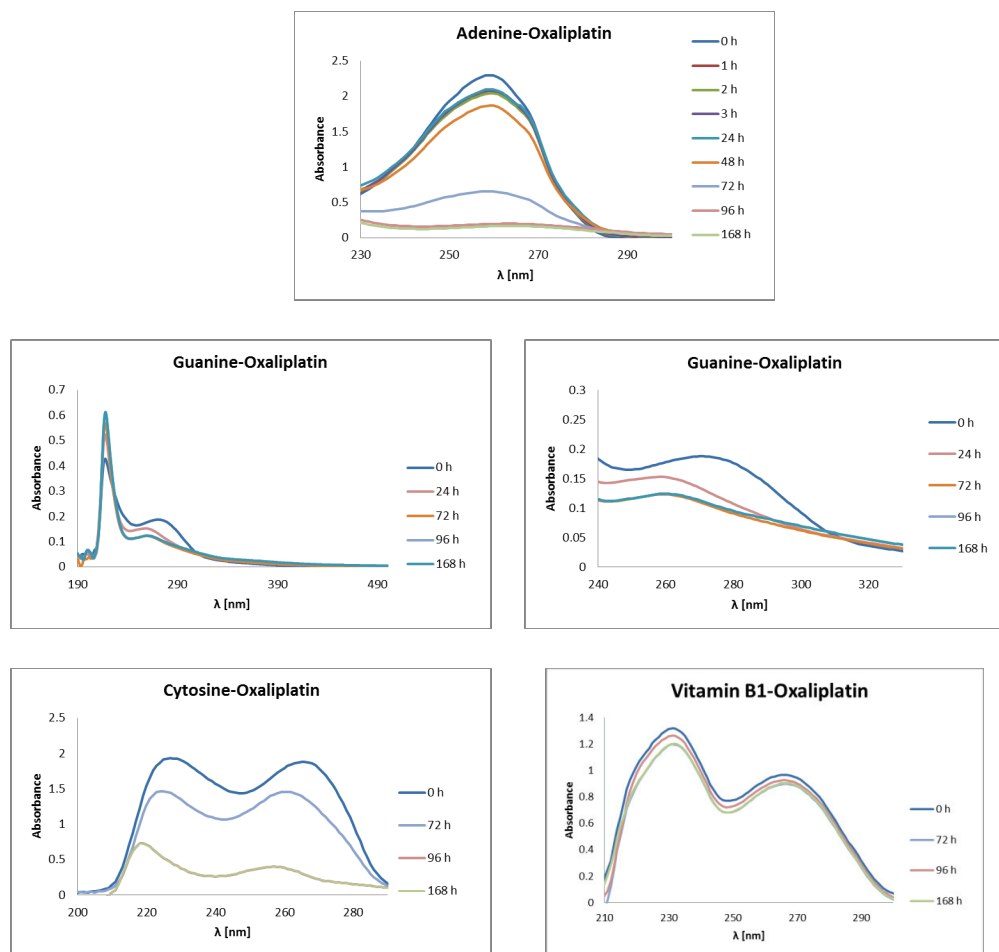 Adenine-Oxaliplatin
2.5
2
1.5
1
0.5
0
Absorbance
230
250
270
290
λ [nm]
0 h
1 h
2 h
3 h
24 h
48 h
72 h
96 h
168 h
Guanine-Oxaliplatin
0.7
0.6
0.5
0.4
0.3
0.2
0.1
0
Absorbance
190
290
390
490
λ [nm]
0 h
24 h
72 h
96 h
168 h
Guanine-Oxaliplatin
0.3
0.25
0.2
0.15
0.1
0.05
0
Absorbance
240
260
280
300
320
λ [nm]
0 h
24 h
72 h
96 h
168 h
Cytosine-Oxaliplatin
2.5
2
1.5
1
0.5
0
Absorbance
200
220
240
260
280
λ [nm]
0 h
72 h
96 h
168 h
Vitamin B1-Oxaliplatin
1.4
1.2
1
0.8
0.6
0.4
0.2
0
Absorbance
210
230
250
270
290
λ [nm]
0 h
72 h
96 h
168 h